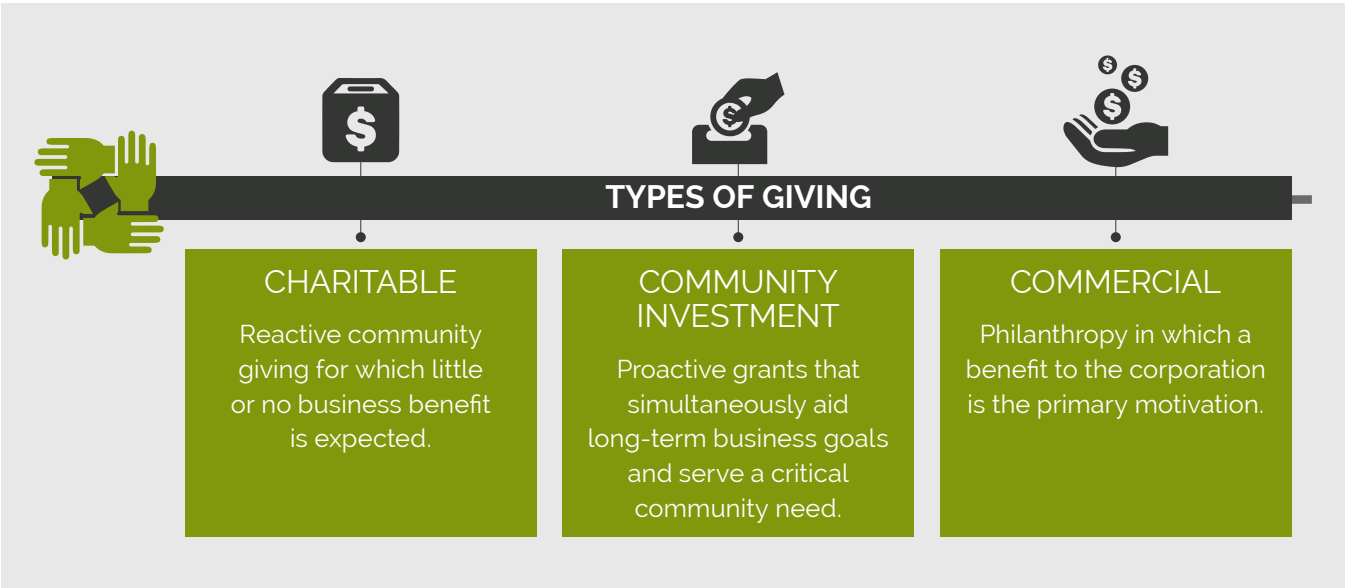 $
$
$
$
$
TYPES OF GIVING
CHARITABLE
Reactive community
giving for which little
or no business benefit
is expected.
COMMUNITY
INVESTMENT
Proactive grants that
simultaneously aid
long-term business goals
and serve a critical
community need.
COMMERCIAL
Philanthropy in which a
benefit to the corporation
is the primary motivation.